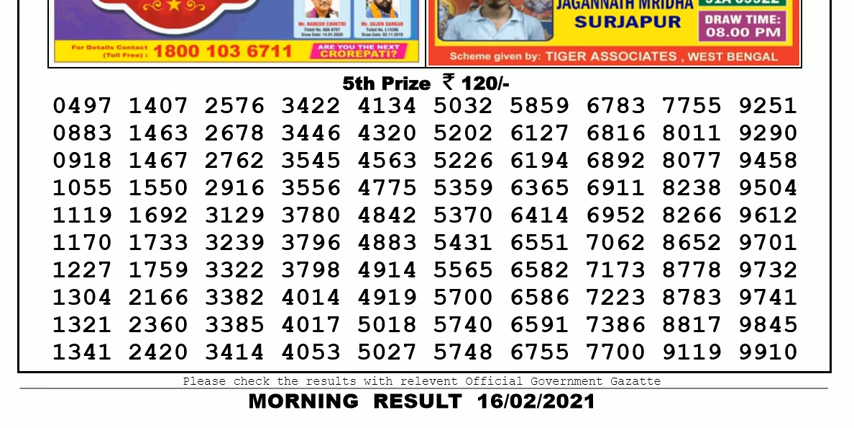 Mr. NARESH CHHETRI
Mr. SUJEN SARKAR
For Details Contact
(Toll Free) : 1800 103 6711
ARE YOU THE NEXT
CROREPATI?
JAGANNATH MRIDHA
SURJAPUR
DRAW TIME:
08.00 PM
Scheme given by: TIGER ASSOCIATES , WEST BENGAL
5th Prize ₹ 120/-
0497 1407 2576 3422 4134 5032 5859 6783 7755 9251
0883 1463 2678 3446 4320 5202 6127 6816 8011 9290
0918 1467 2762 3545 4563 5226 6194 6892 8077 9458
1055 1550 2916 3556 4775 5359 6365 6911 8238 9504
1119 1692 3129 3780 4842 5370 6414 6952 8266 9612
1170 1733 3239 3796 4883 5431 6551 7062 8652 9701
1227 1759 3322 3798 4914 5565 6582 7173 8778 9732
1304 2166 3382 4014 4919 5700 6586 7223 8783 9741
1321 2360 3385 4017 5018 5740 6591 7386 8817 9845
1341 2420 3414 4053 5027 5748 6755 7700 9119 9910
Please check the results with relevent Official Government Gazatte
MORNING RESULT 16/02/2021